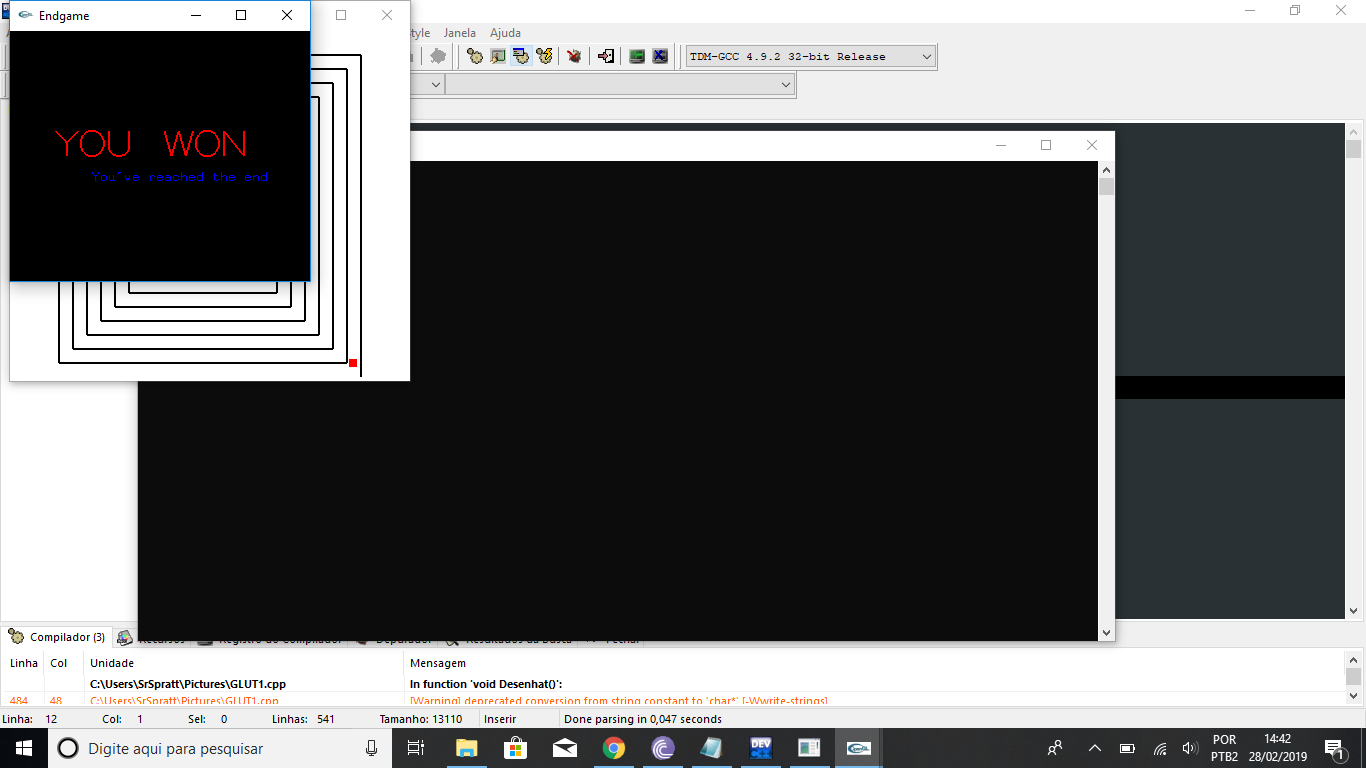 Endgame
Janela Ajuda
TDM-GCC 4.9.2 32-bit Release
YOU WON
You've reached the end
Compilador (3)
Linha Col Unidade Mensagem
C:\Users\SrSpratt\Pictures\GLUT1.cpp In function 'void Desenhat()':
484 48 C:\Users\SrSpratt\Pictures\GLUT1.cpp [Warning] deprecated conversion from string constant to 'char*' [-Wwrite-strings]
Linha: 12 Col: 1 Sel: 0 Linhas: 541 Tamanho: 13110 Inserir Done parsing in 0,047 seconds
Digite aqui para pesquisar
DEV
POR 14:42
PTB2 28/02/2019
1